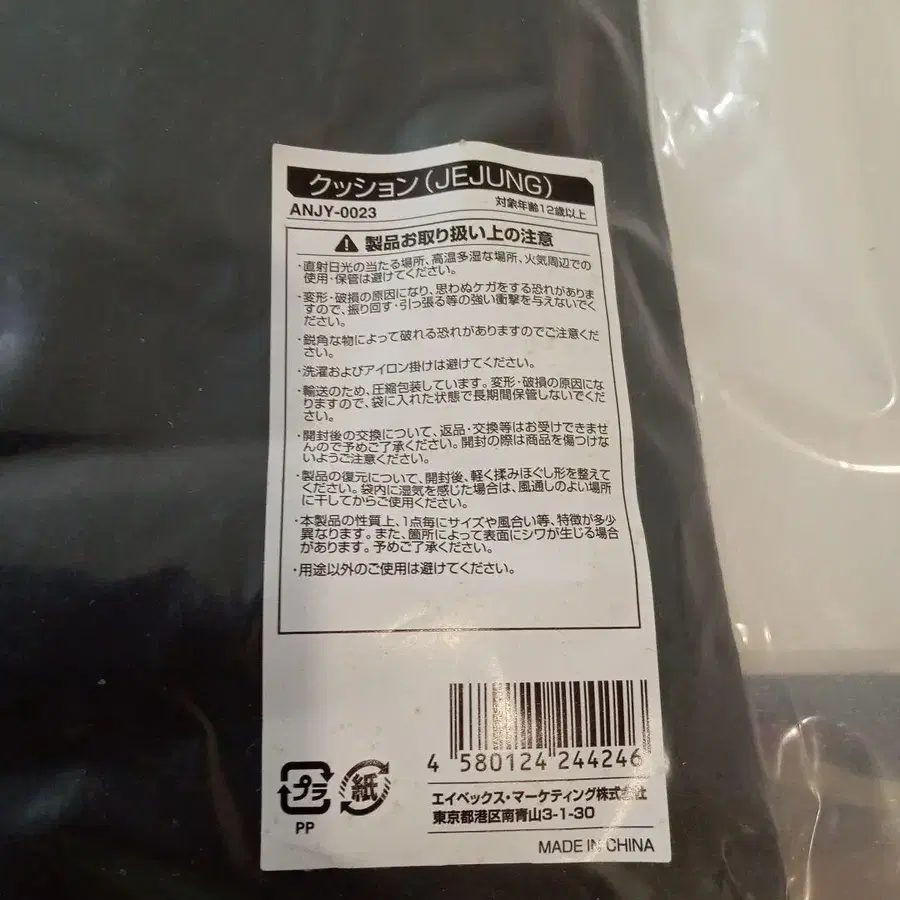 クッション(JEJUNG)
ANJY-0023
対象年齢12歳以上
製品お取り扱い上の注意
・直射日光の当たる場所、高温多湿な場所、火気周辺での
使用・保管は避けてください。
・変形・破損の原因になり、思わぬケガをする恐れがありま
すので、振り回す・引っ張る等の強い衝撃を与えないでく
ださい。
・鋭角な物によって破れる恐れがありますのでご注意くだ
さい。
・洗濯およびアイロン掛けは避けてください。
・輸送のため、圧縮包装しています。変形・破損の原因にな
りますので、袋に入れた状態で長期間保管しないでくだ
さい。
・開封後の交換について、返品・交換等はお受けできませ
んので予めご了承ください。開封の際は商品を傷つけな
いようご注意ください。
・製品の復元について、開封後、軽く揉みほぐし形を整えて
ください。袋内に湿気を感じた場合は、風通しのよい場所
に干してからご使用ください。
・本製品の性質上、1点毎にサイズや風合い等、特徴が多少
異なります。また、箇所によって表面にシワが生じる場合
があります。予めご了承ください。
・用途以外のご使用は避けてください。
4 580124 244246
プラ
紙
PP
エイベックス・マーケティング株式会社
東京都港区南青山3-1-30
MADE IN CHINA